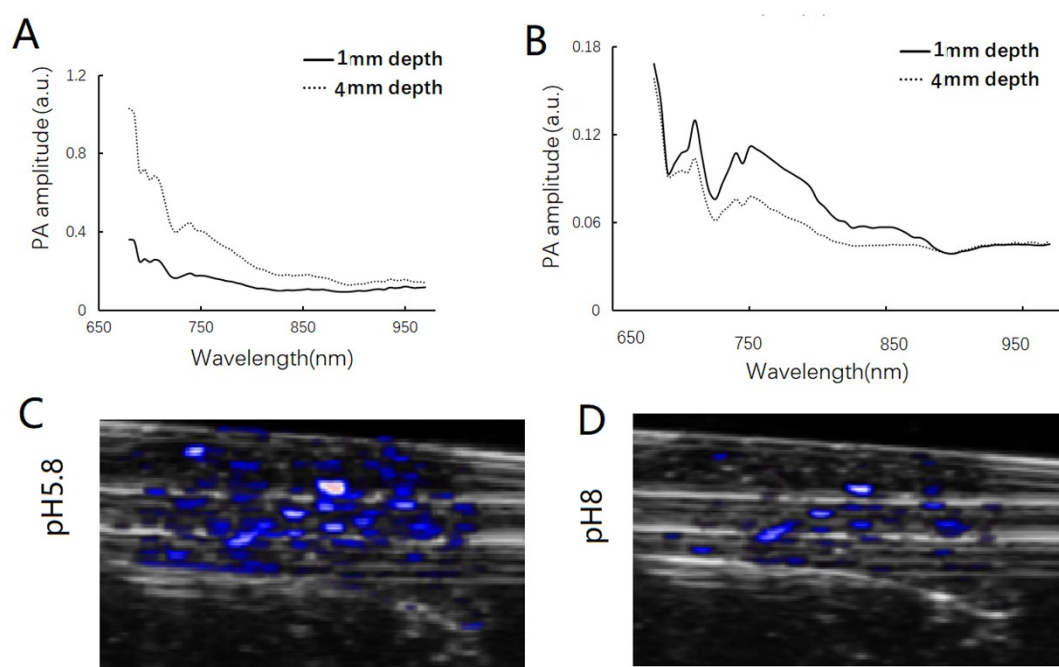 A
1mm depth
4mm depth
PA amplitude (a.u.)
1.2
0.8
0.4
0
650
750
850
950
Wavelength(nm)
B
1mm depth
4mm depth
PA amplitude (a.u.)
0.18
0.12
0.06
0
650
750
850
950
Wavelength(nm)
C
pH5.8
D
pH8